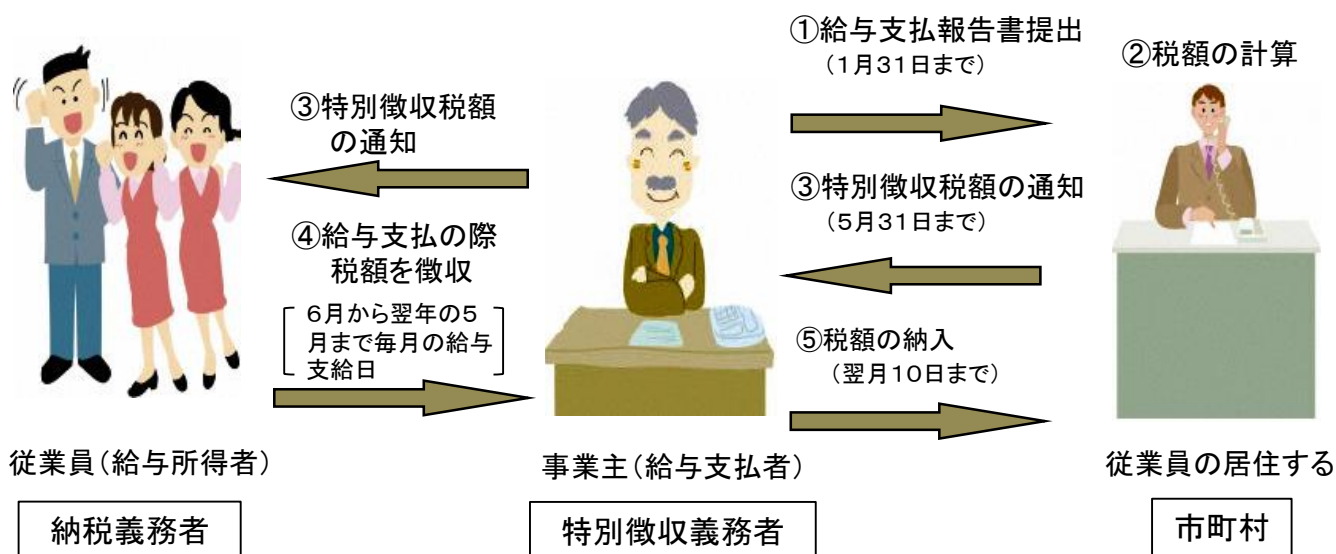 ①給与支払報告書提出
(1月31日まで)
②税額の計算
③特別徴収税額
の通知
③特別徴収税額の通知
(5月31日まで)
④給与支払の際
税額を徴収
6月から翌年の5
月まで毎月の給与
支給日
⑤税額の納入
(翌月10日まで)
従業員(給与所得者)
事業主(給与支払者)
従業員の居住する
納税義務者
特別徴収義務者
市町村